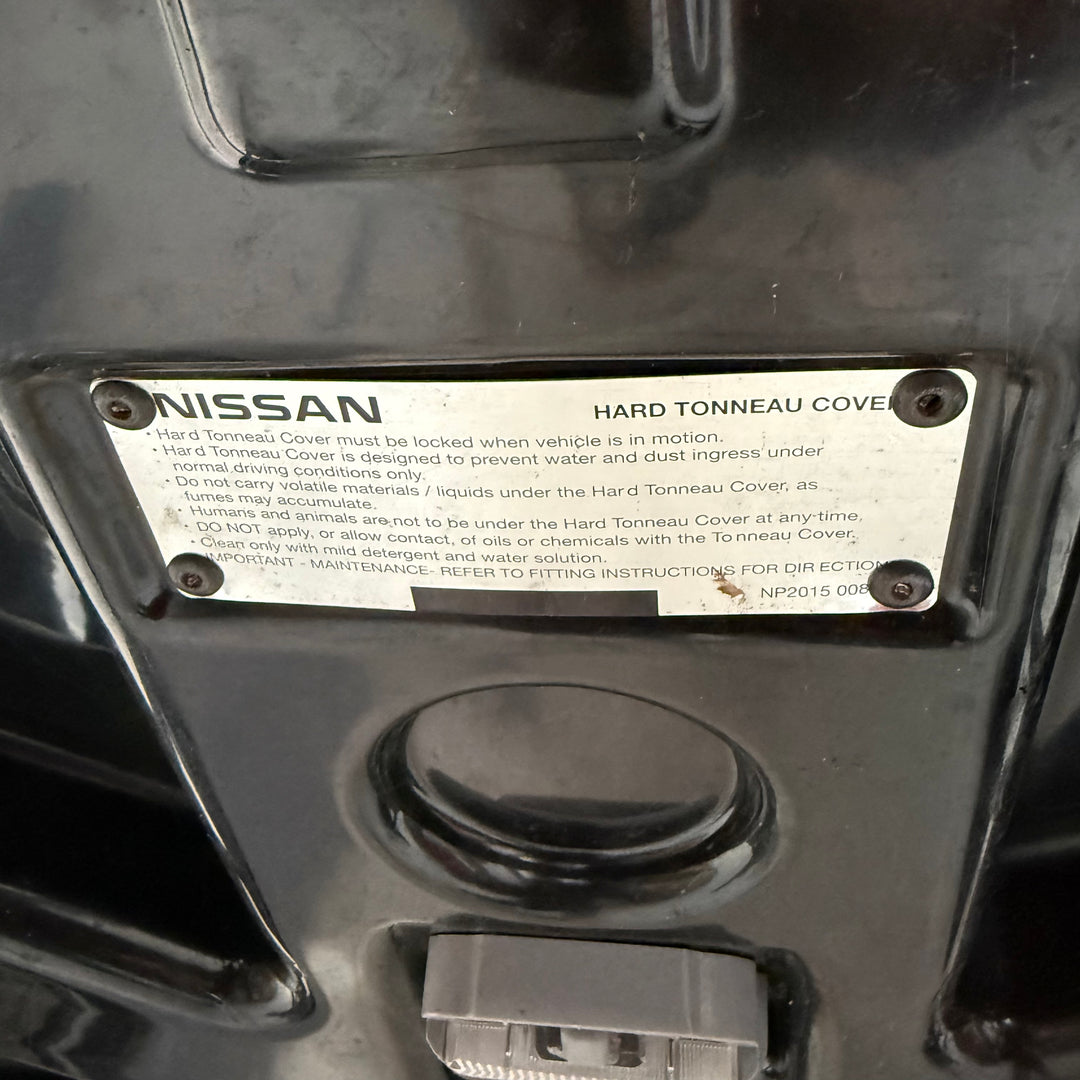 NISSAN HARD TONNEAU COVE
• Hard Tonneau Cover must be locked when vehicle is in motion.
• Hard Tonneau Cover is designed to prevent water and dust ingress under
normal driving conditions only.
• Do not carry volatile materials / liquids under the Hard Tonneau Cover, as
fumes may accumulate.
• Humans and animals are not to be under the Hard Tonneau Cover at any time.
• DO NOT apply, or allow contact, of oils or chemicals with the Tonneau Cover.
• Clean only with mild detergent and water solution.
IMPORTANT - MAINTENANCE- REFER TO FITTING INSTRUCTIONS FOR DIRECTION
NP2015 008